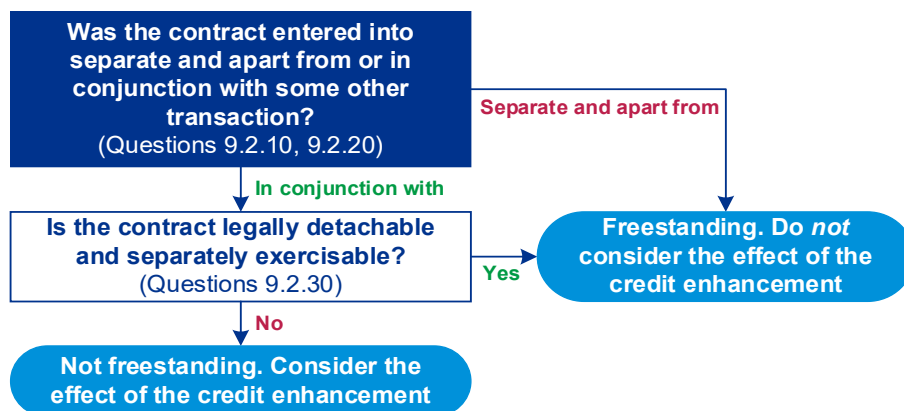 Was the contract entered into
separate and apart from or in
conjunction with some other
transaction?
(Questions 9.2.10, 9.2.20)
Separate and apart from
In conjunction with
Is the contract legally detachable
and separately exercisable?
(Questions 9.2.30)
Yes
Freestanding. Do not
consider the effect of the
credit enhancement
No
Not freestanding. Consider the
effect of the credit enhancement